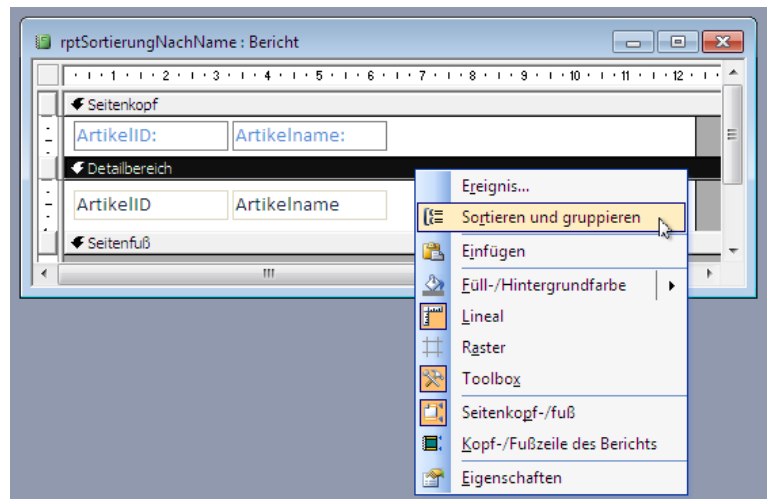 rptSortierungNachName : Bericht
1 2 3 4 5 6 7 8 9 10 11 12
Seitenkopf
ArtikelID: Artikelname:
Detailbereich
ArtikelID Artikelname
Seitenfuß
Ereignis...
Sortieren und gruppieren
Einfügen
Füll-/Hintergrundfarbe
Lineal
Raster
Toolbox
Seitenkopf-/fuß
Kopf-/Fußzeile des Berichts
Eigenschaften